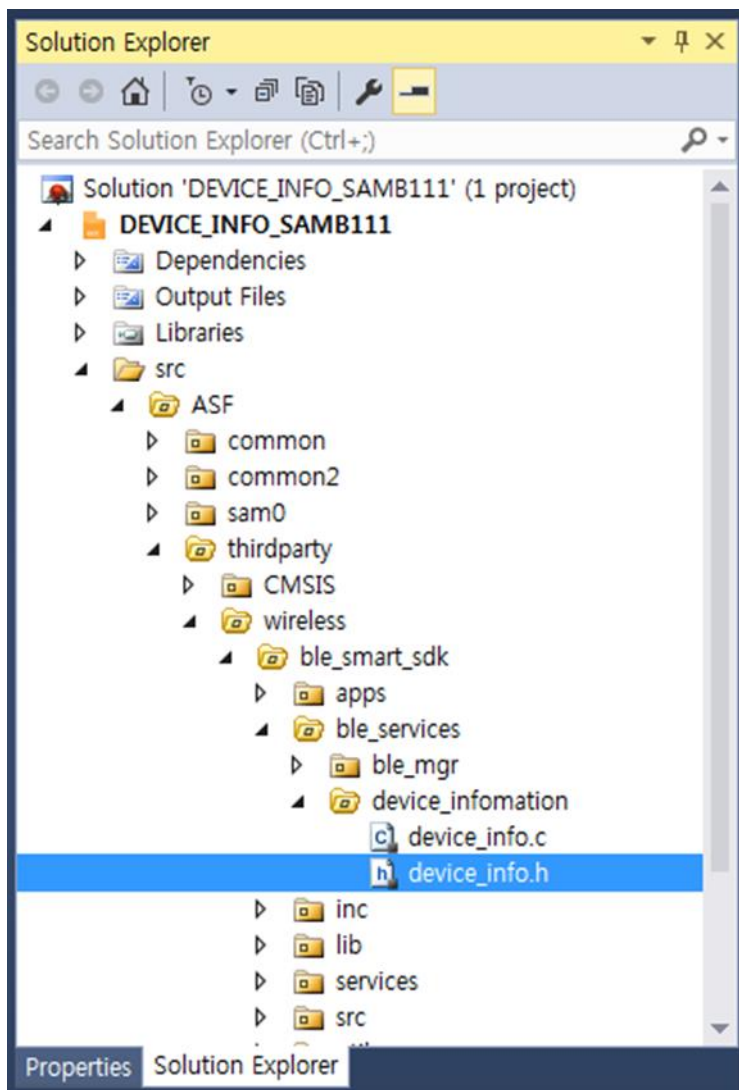 Solution Explorer
Search Solution Explorer (Ctrl+;)
Solution 'DEVICE_INFO_SAMB111' (1 project)
DEVICE_INFO_SAMB111
Dependencies
Output Files
Libraries
src
ASF
common
common2
sam0
thirdparty
CMSIS
wireless
ble_smart_sdk
apps
ble_services
ble_mgr
device_infomation
device_info.c
device_info.h
inc
lib
services
src
Properties Solution Explorer